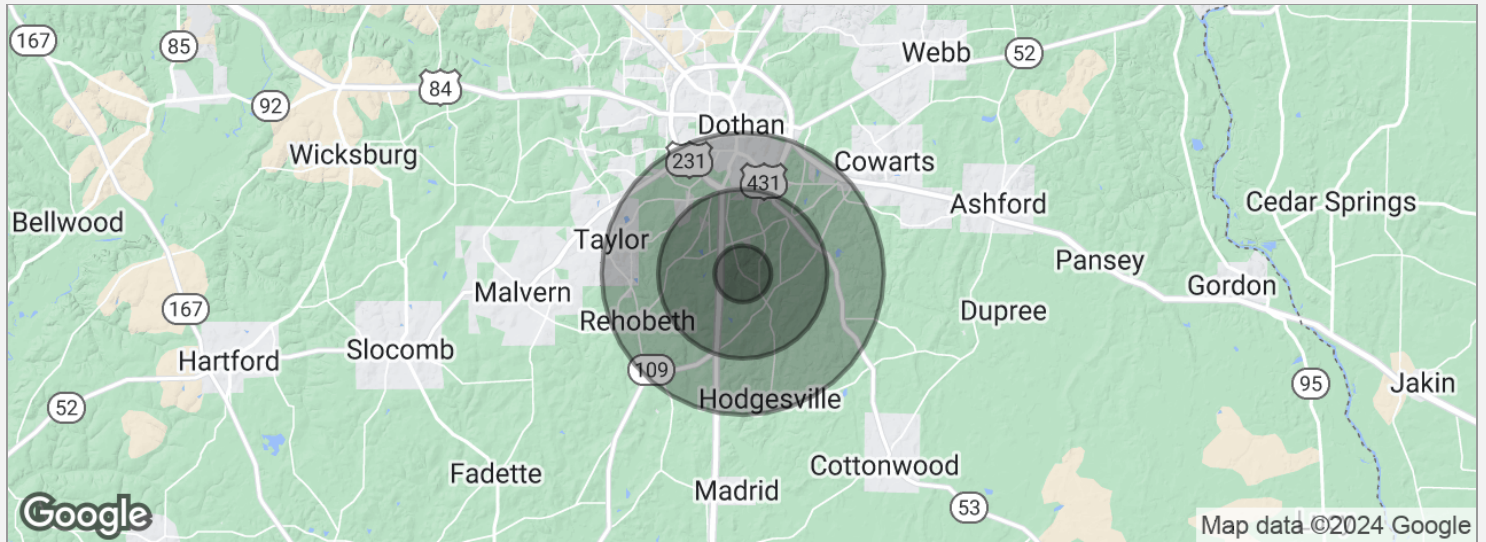 167
85
Webb
52
84
92
Dothan
Wicksburg
231
431
Cowarts
Ashford
Cedar Springs
Bellwood
Taylor
Pansey
Gordon
Malvern
167
Rehobeth
Dupree
Slocomb
Hartford
109
95
Jakin
52
Hodgesville
Fadette
Cottonwood
Madrid
53
Google
Map data ©2024 Google